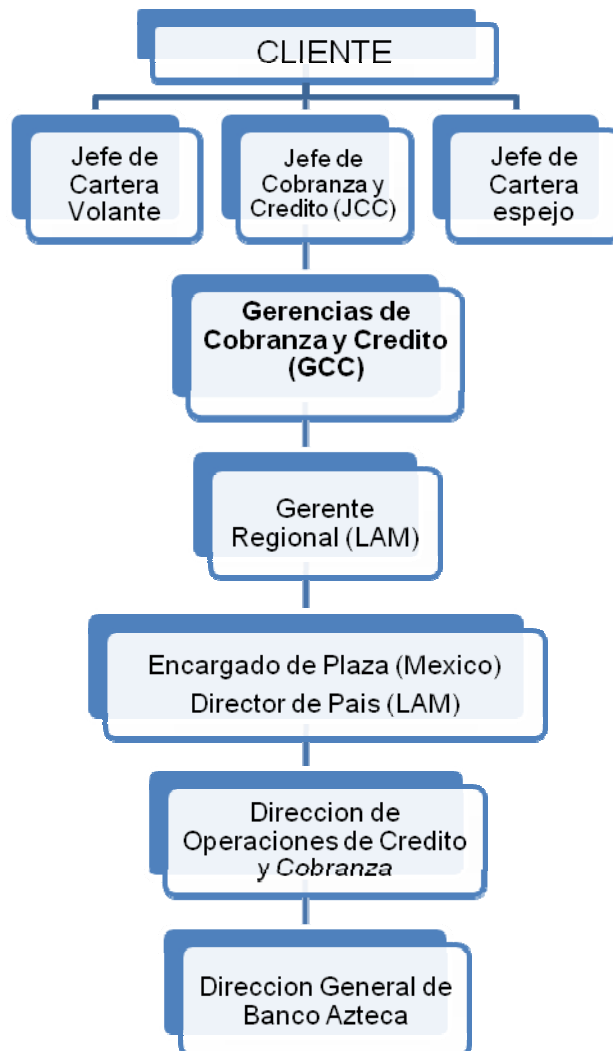 CLIENTE
Jefe de
Cartera
Volante
Jefe de
Cobranza y
Credito (JCC)
Jefe de
Cartera
espejo
Gerencias de
Cobranza y Credito
(GCC)
Gerente
Regional (LAM)
Encargado de Plaza (Mexico)
Director de Pais (LAM)
Direccion de
Operaciones de Credito
y Cobranza
Direccion General de
Banco Azteca